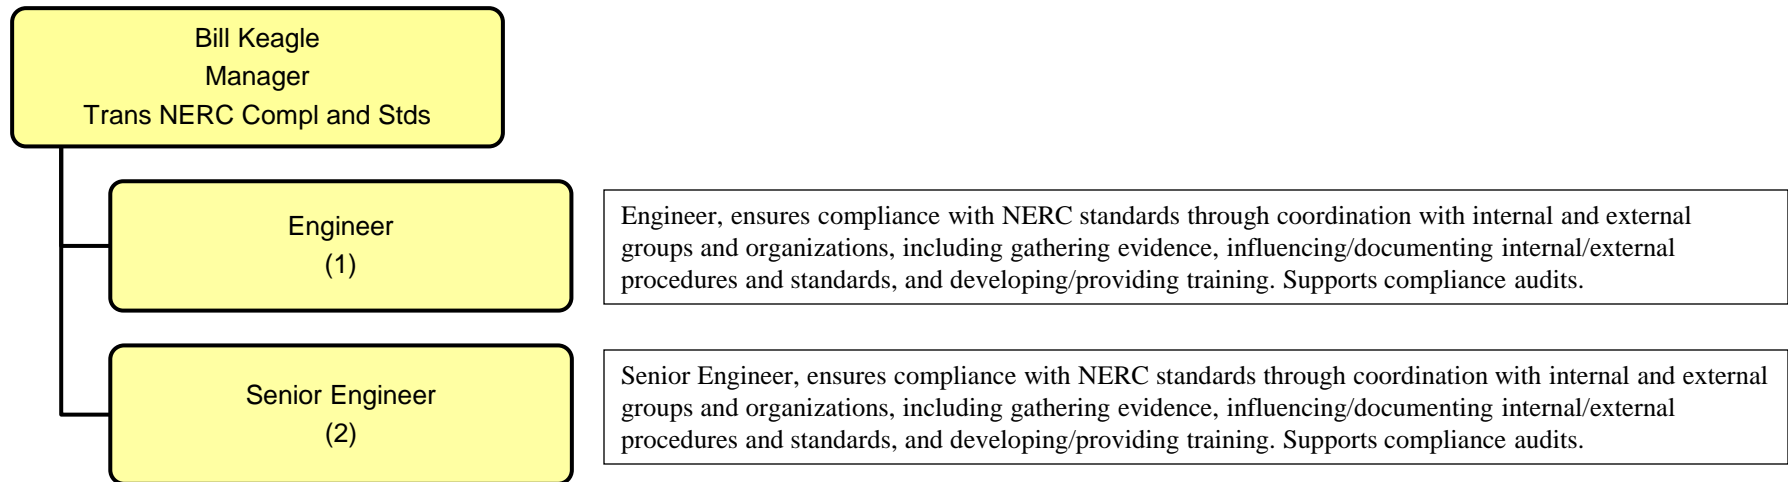 Bill Keagle
Manager
Trans NERC Compl and Stds
Engineer
(1)
Engineer, ensures compliance with NERC standards through coordination with internal and external
groups and organizations, including gathering evidence, influencing/documenting internal/external
procedures and standards, and developing/providing training. Supports compliance audits.
Senior Engineer
(2)
Senior Engineer, ensures compliance with NERC standards through coordination with internal and external
groups and organizations, including gathering evidence, influencing/documenting internal/external
procedures and standards, and developing/providing training. Supports compliance audits.